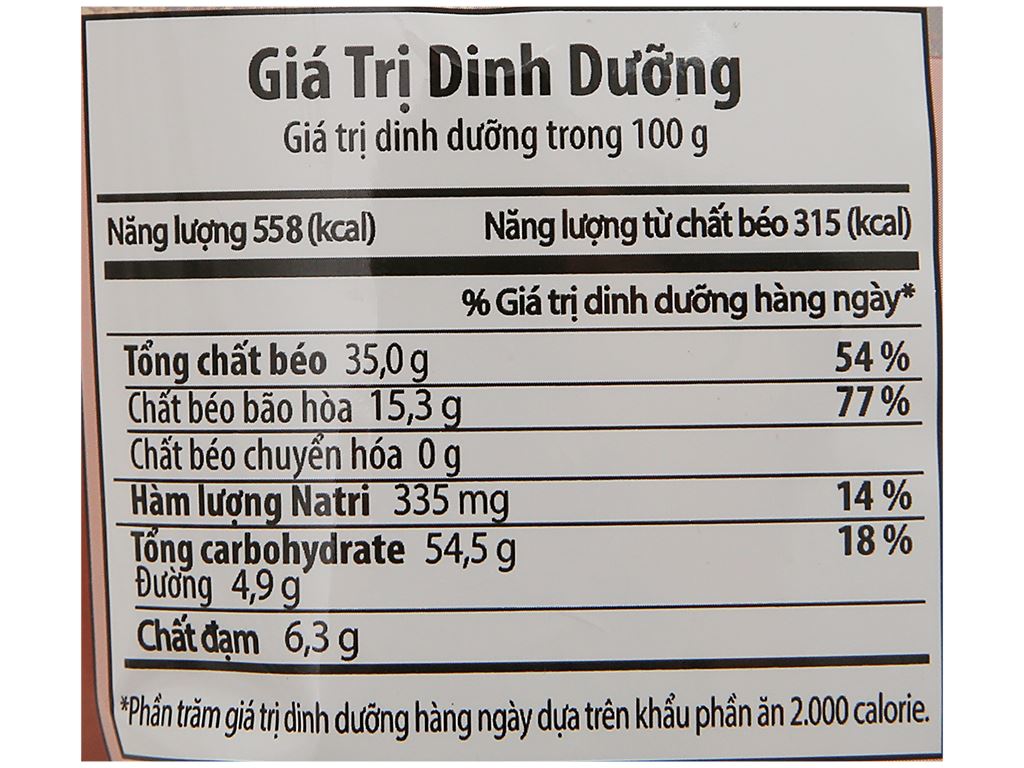 Giá Trị Dinh Dưỡng
Giá trị dinh dưỡng trong 100 g
Năng lượng 558 (kcal) Năng lượng từ chất béo 315 (kcal)
% Giá trị dinh dưỡng hàng ngày*
Tổng chất béo 35,0 g 54 %
Chất béo bão hòa 15,3 g 77 %
Chất béo chuyển hóa 0 g
Hàm lượng Natri 335 mg 14 %
Tổng carbohydrate 54,5 g 18 %
Đường 4,9 g
Chất đạm 6,3 g
*Phần trăm giá trị dinh dưỡng hàng ngày dựa trên khẩu phần ăn 2.000 calorie.